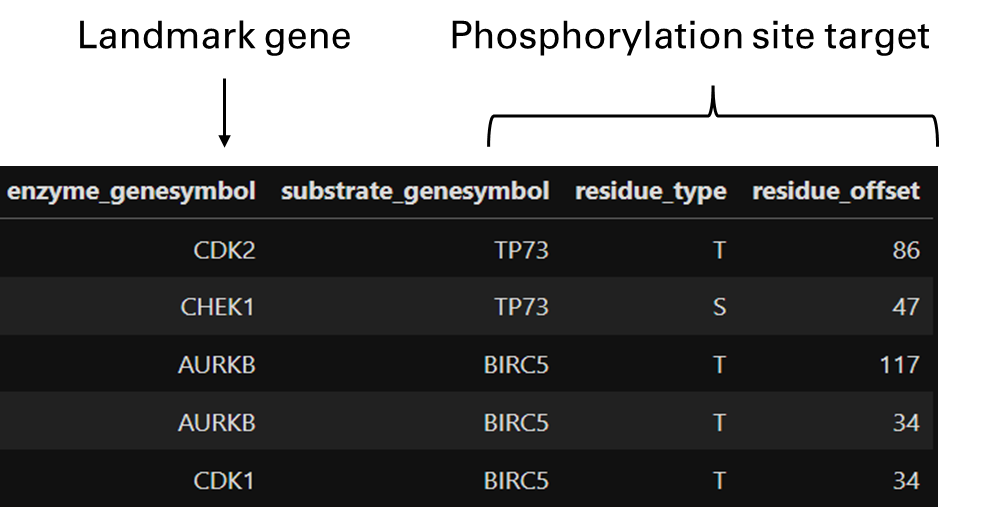 Landmark gene Phosphorylation site target
enzyme_genesymbol substrate_genesymbol residue_type residue_offset
CDK2 TP73 T 86
CHEK1 TP73 S 47
AURKB BIRC5 T 117
AURKB BIRC5 T 34
CDK1 BIRC5 T 34